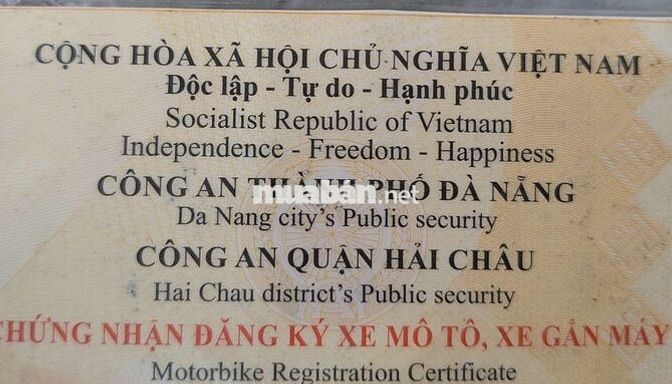 CỘNG HÒA XÃ HỘI CHỦ NGHĨA VIỆT NAM
Độc lập - Tự do - Hạnh phúc
Socialist Republic of Vietnam
Independence - Freedom - Happiness
CÔNG AN THÀNH PHỐ ĐÀ NẴNG
muaban.net
Da Nang city's Public security
CÔNG AN QUẬN HẢI CHÂU
Hai Chau district's Public security
CHỨNG NHẬN ĐĂNG KÝ XE MÔ TÔ, XE GẮN MÁY
Motorbike Registration Certificate